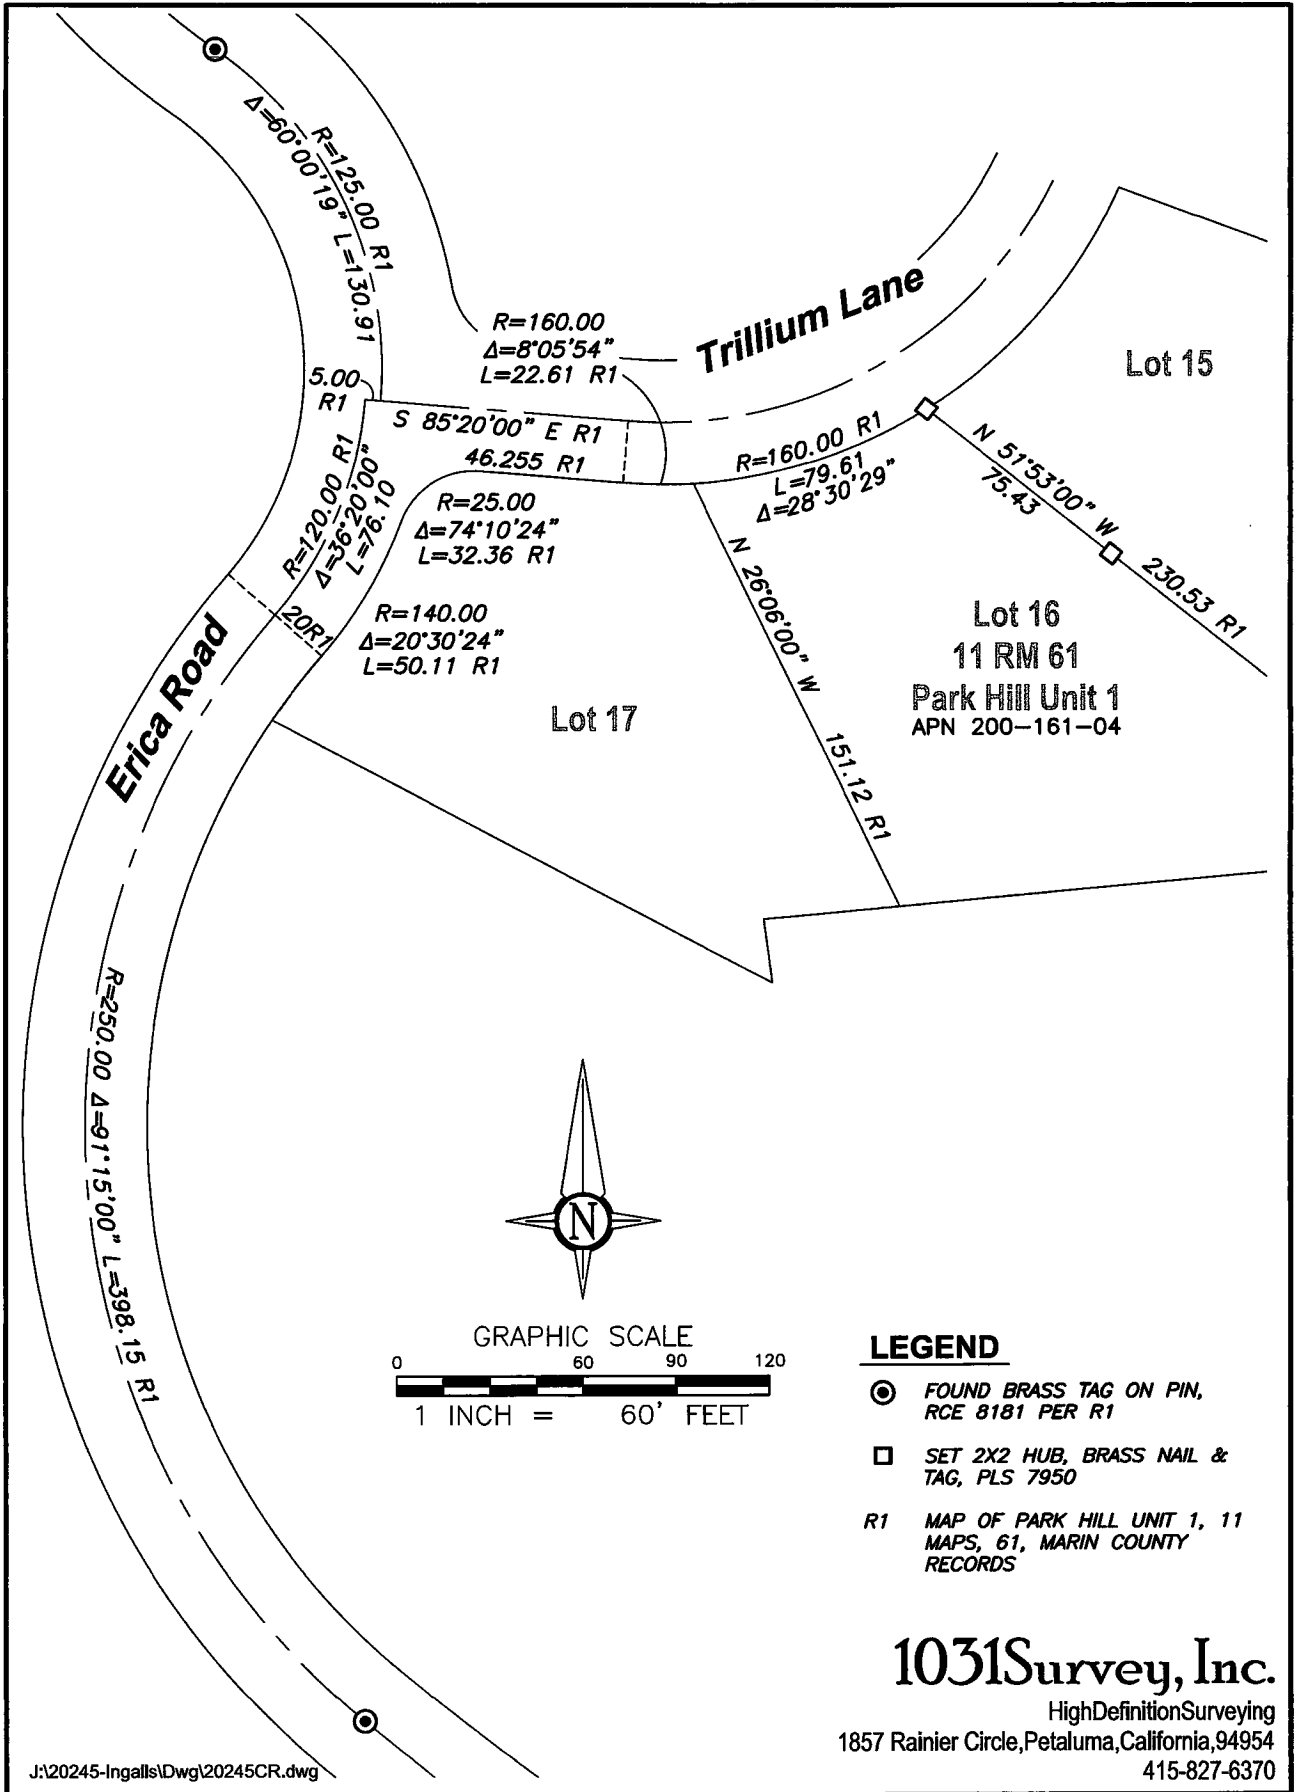 Δ=60°00'19" L=130.91
R=125.00 R1
R=160.00
Δ=8°05'54"
L=22.61 R1
Trillium Lane
Lot 15
5.00
R1
S 85°20'00" E R1
46.255 R1
R=160.00 R1
L=79.61
Δ=28°30'29"
N 51°53'00" W
75.43
230.53 R1
R=120.00 R1
Δ=36°20'00"
L=76.10
R=25.00
Δ=74°10'24"
L=32.36 R1
N 26°06'00" W
151.12 R1
20R1
R=140.00
Δ=20°30'24"
L=50.11 R1
Erica Road
Lot 17
Lot 16
11 RM 61
Park Hill Unit 1
APN 200-161-04
R=250.00 Δ=91°15'00" L=398.15 R1
N
GRAPHIC SCALE
0 60 90 120
1 INCH = 60' FEET
LEGEND
FOUND BRASS TAG ON PIN,
RCE 8181 PER R1
SET 2X2 HUB, BRASS NAIL &
TAG, PLS 7950
R1 MAP OF PARK HILL UNIT 1, 11
MAPS, 61, MARIN COUNTY
RECORDS
1031Survey, Inc.
HighDefinitionSurveying
1857 Rainier Circle,Petaluma,California,94954
415-827-6370
J:\20245-Ingalls\Dwg\20245CR.dwg